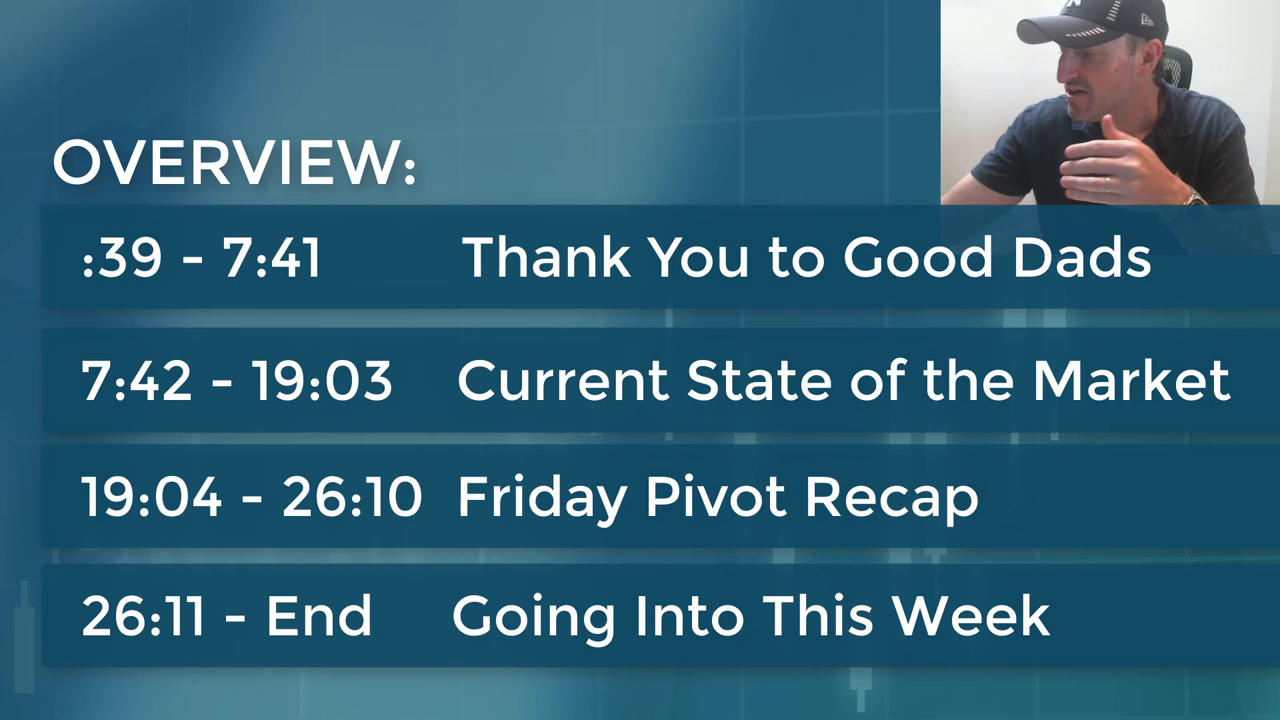 OVERVIEW:
:39 - 7:41 Thank You to Good Dads
7:42 - 19:03 Current State of the Market
19:04 - 26:10 Friday Pivot Recap
26:11 - End Going Into This Week